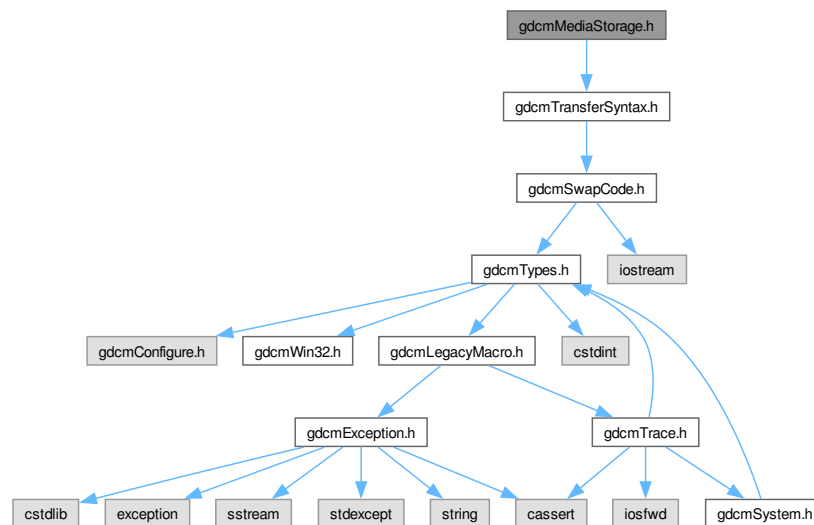 gdcmMediaStorage.h
gdcmTransferSyntax.h
gdcmSwapCode.h
gdcmTypes.h
iostream
gdcmConfigure.h
gdcmWin32.h
gdcmLegacyMacro.h
cstdint
gdcmException.h
gdcmTrace.h
cstdlib
exception
sstream
stdexcept
string
cassert
iosfwd
gdcmSystem.h